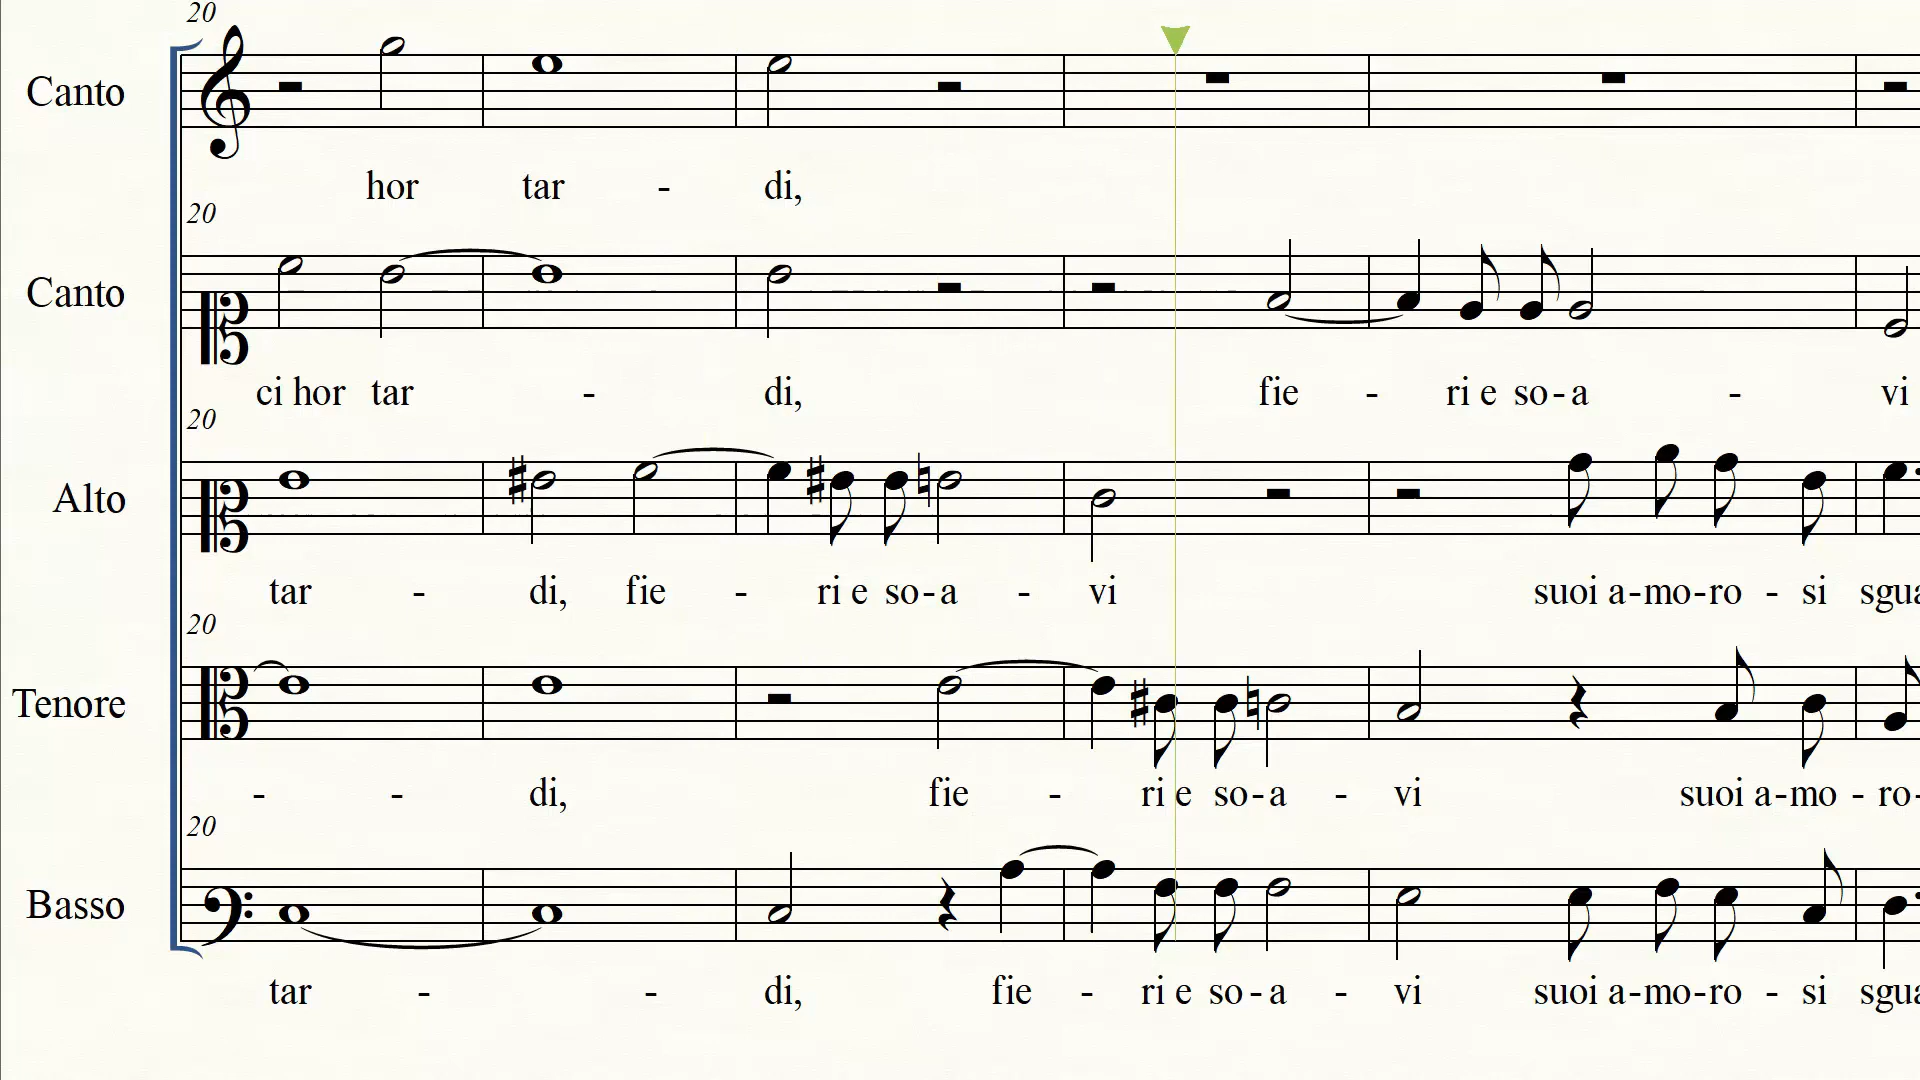 20
Canto
hor tar - di,
20
Canto
ci hor tar - di, fie - ri e so - a - vi
20
Alto
tar - di, fie - ri e so - a - vi suoi a - mo - ro - si sgua
20
Tenore
- - di, fie - ri e so - a - vi suoi a - mo - ro -
20
Basso
tar - - di, fie - ri e so - a - vi suoi a - mo - ro - si sgua